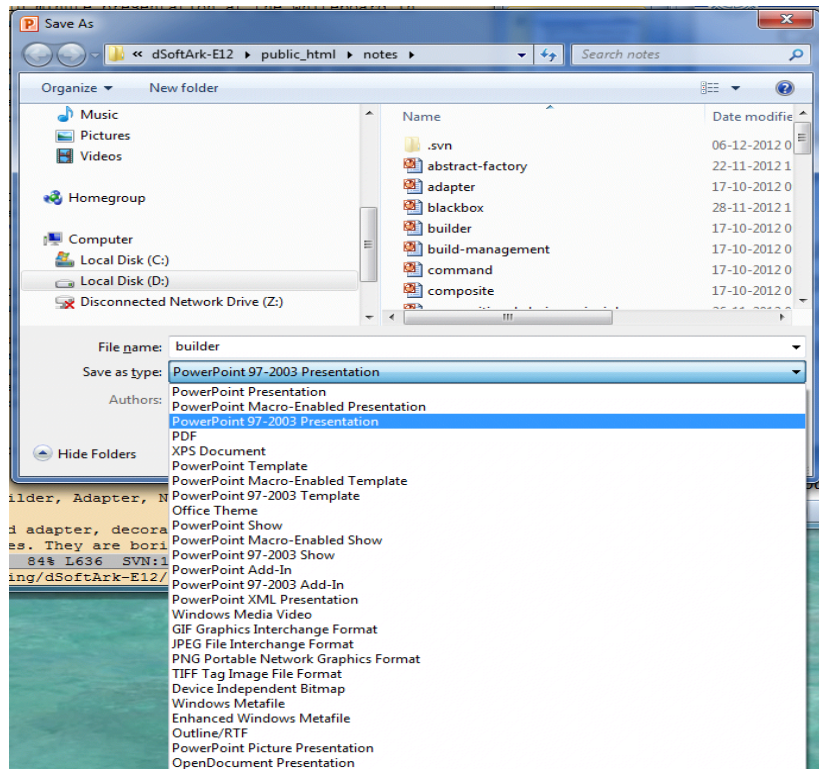 minute presentation at the whiteboard in
Save As
« dSoftArk-E12 ▸ public_html ▸ notes ▸
Search notes
Organize
New folder
Music
Pictures
Videos
Homegroup
Computer
Local Disk (C:)
Local Disk (D:)
Disconnected Network Drive (Z:)
Name Date modifie
.svn 06-12-2012 0
abstract-factory 22-11-2012 1
adapter 17-10-2012 0
blackbox 28-11-2012 1
builder 17-10-2012 0
build-management 17-10-2012 0
command 17-10-2012 0
composite 17-10-2012 0
File name: builder
Save as type: PowerPoint 97-2003 Presentation
Authors:
PowerPoint Presentation
PowerPoint Macro-Enabled Presentation
PowerPoint 97-2003 Presentation
PDF
XPS Document
PowerPoint Template
PowerPoint Macro-Enabled Template
PowerPoint 97-2003 Template
Office Theme
PowerPoint Show
PowerPoint Macro-Enabled Show
PowerPoint 97-2003 Show
PowerPoint Add-In
PowerPoint 97-2003 Add-In
PowerPoint XML Presentation
Windows Media Video
GIF Graphics Interchange Format
JPEG File Interchange Format
PNG Portable Network Graphics Format
TIFF Tag Image File Format
Device Independent Bitmap
Windows Metafile
Enhanced Windows Metafile
Outline/RTF
PowerPoint Picture Presentation
OpenDocument Presentation
Hide Folders
ilder, Adapter, N
d adapter, decora
es. They are bori
84% L636 SVN:1
ing/dSoftArk-E12/